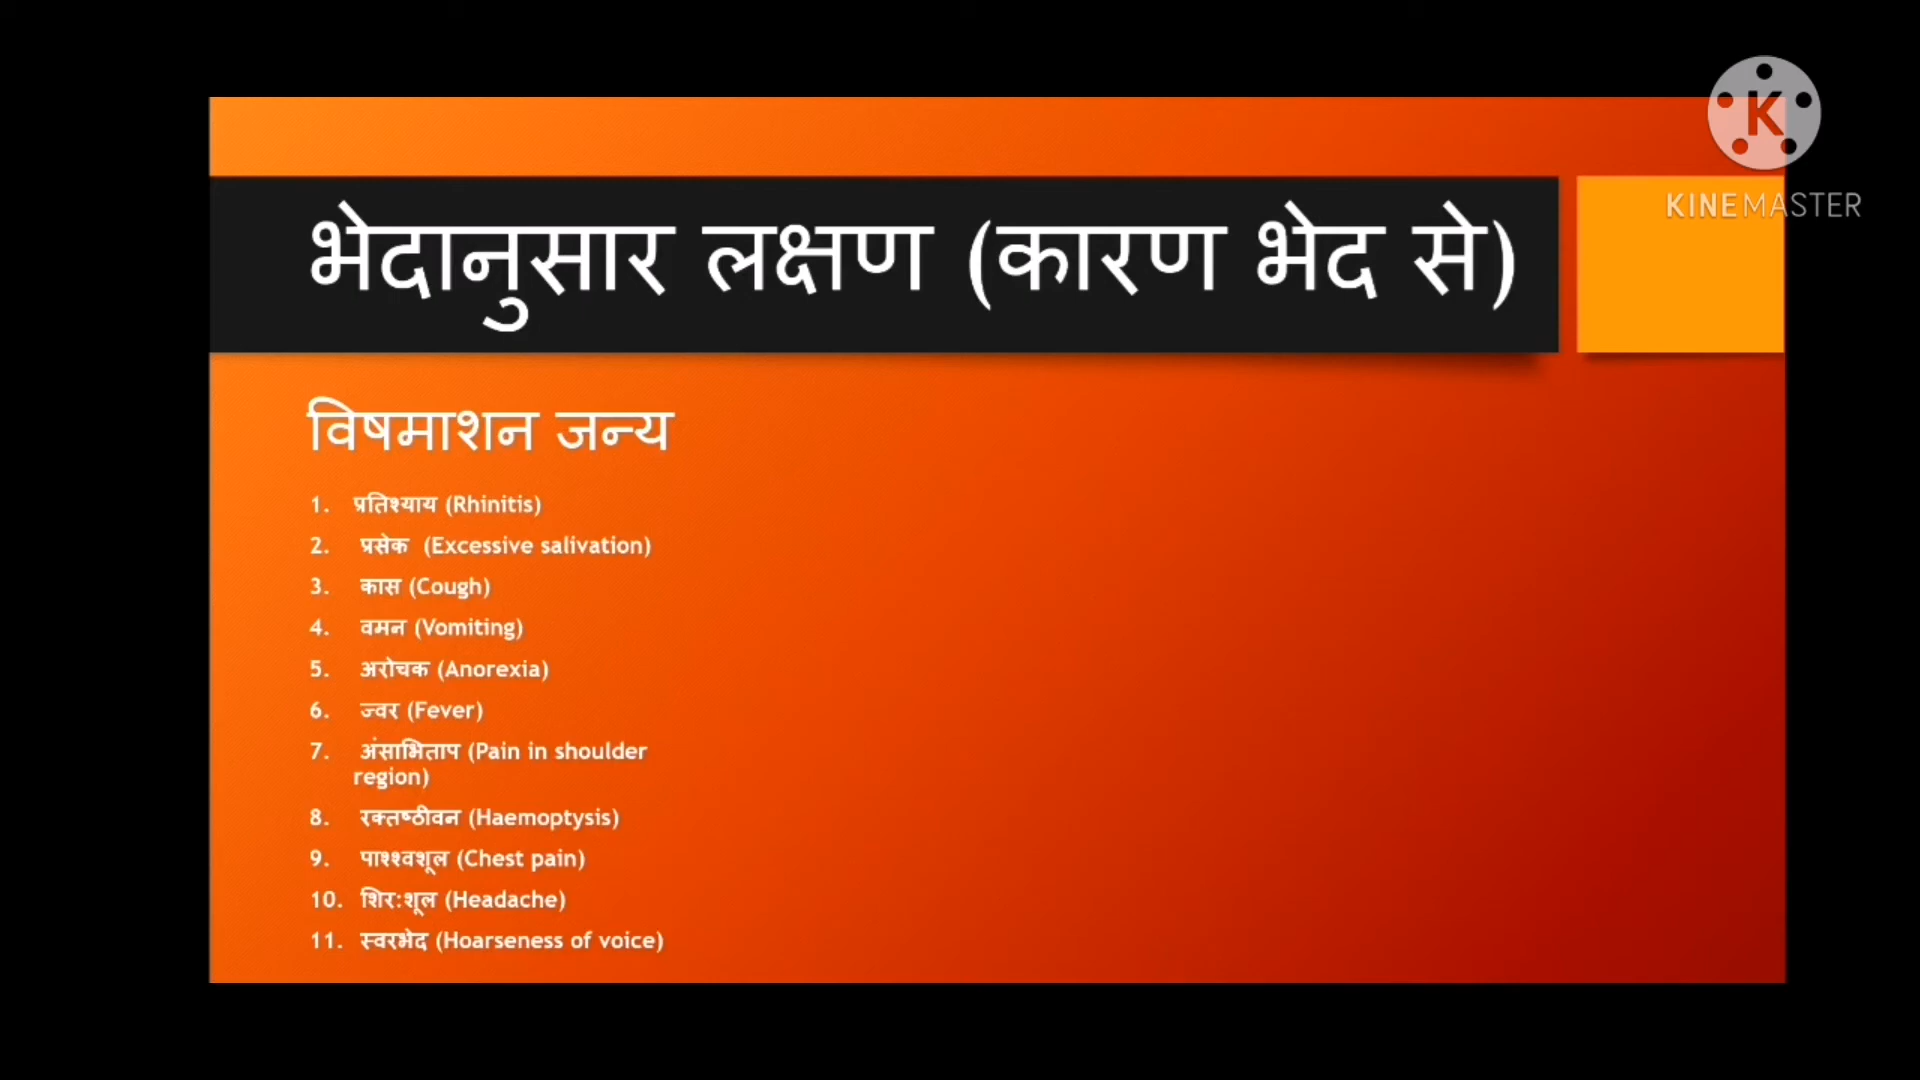 K
KINEMASTER
भेदानुसार लक्षण (कारण भेद से)
विषमाशन जन्य
1. प्रतिश्याय (Rhinitis)
2. प्रसेक (Excessive salivation)
3. कास (Cough)
4. वमन (Vomiting)
5. अरोचक (Anorexia)
6. ज्वर (Fever)
7. अंसाभिताप (Pain in shoulder
region)
8. रक्तष्ठीवन (Haemoptysis)
9. पाश्श्वशूल (Chest pain)
10. शिर:शूल (Headache)
11. स्वरभेद (Hoarseness of voice)